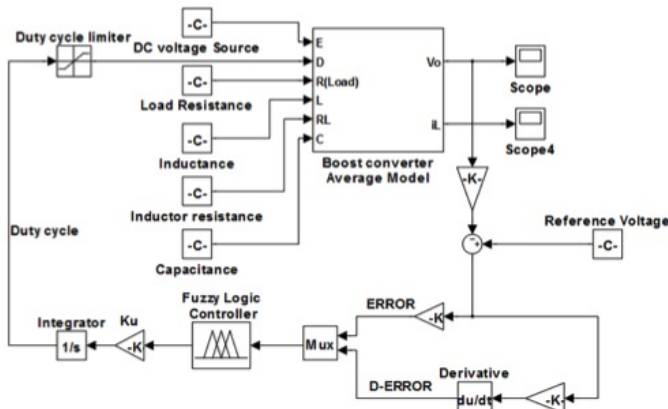 Duty cycle limiter
-C-
DC voltage Source
-C-
Load Resistance
-C-
Inductance
-C-
Inductor resistance
-C-
Capacitance
E
D
R(Load)
L
RL
C
Vo
iL
Boost converter
Average Model
Scope
Scope4
-K-
Reference Voltage
-C-
Duty cycle
Integrator
1/s
Ku
-K
Fuzzy Logic
Controller
Mux
ERROR
-K
D-ERROR
Derivative
du/dt
-K-